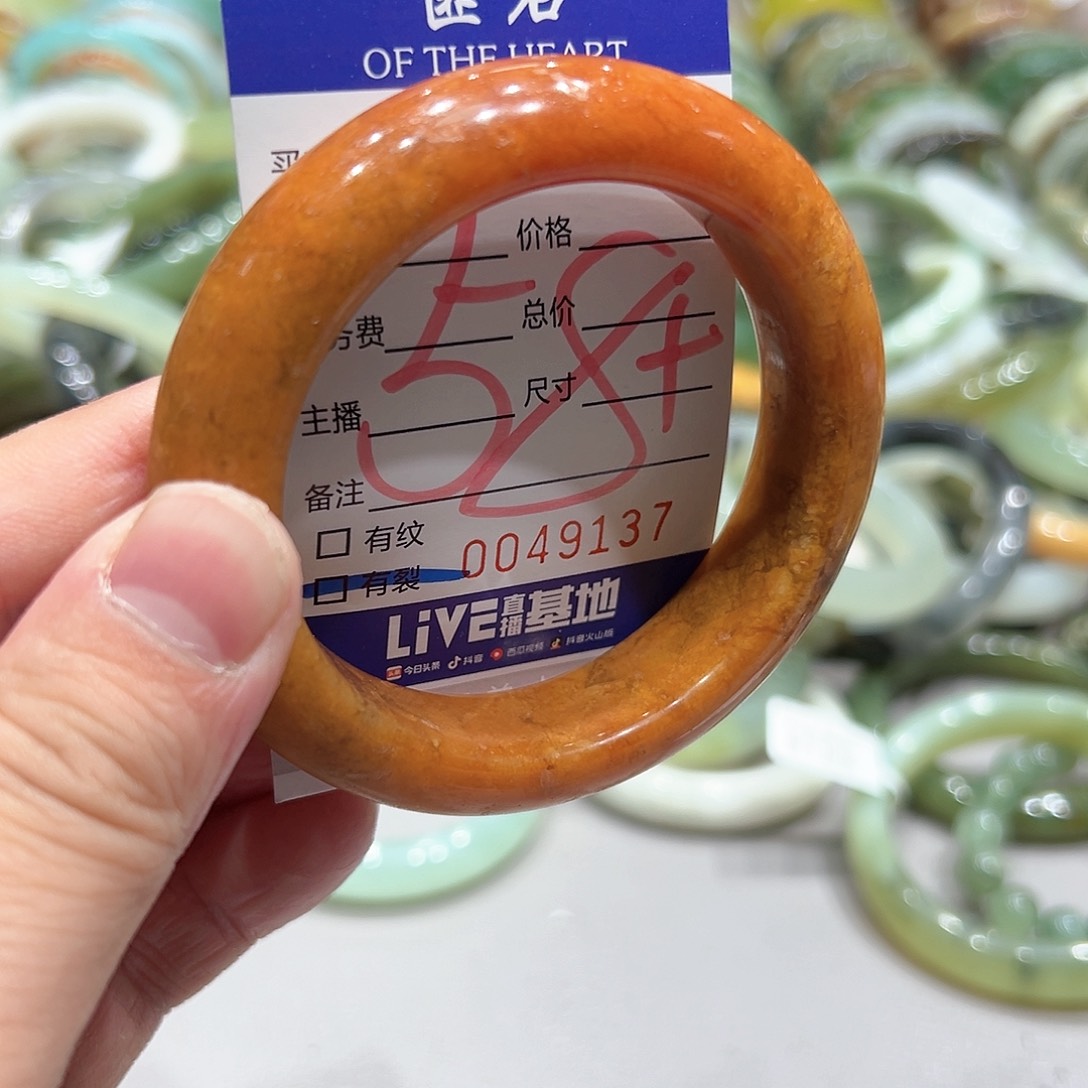 OF THE HEART
价格
务费
总价
主播
尺寸
备注
58+
有纹
0049137
有裂
LiVE直播基地
今日头条 抖音 西瓜视频 抖音火山版